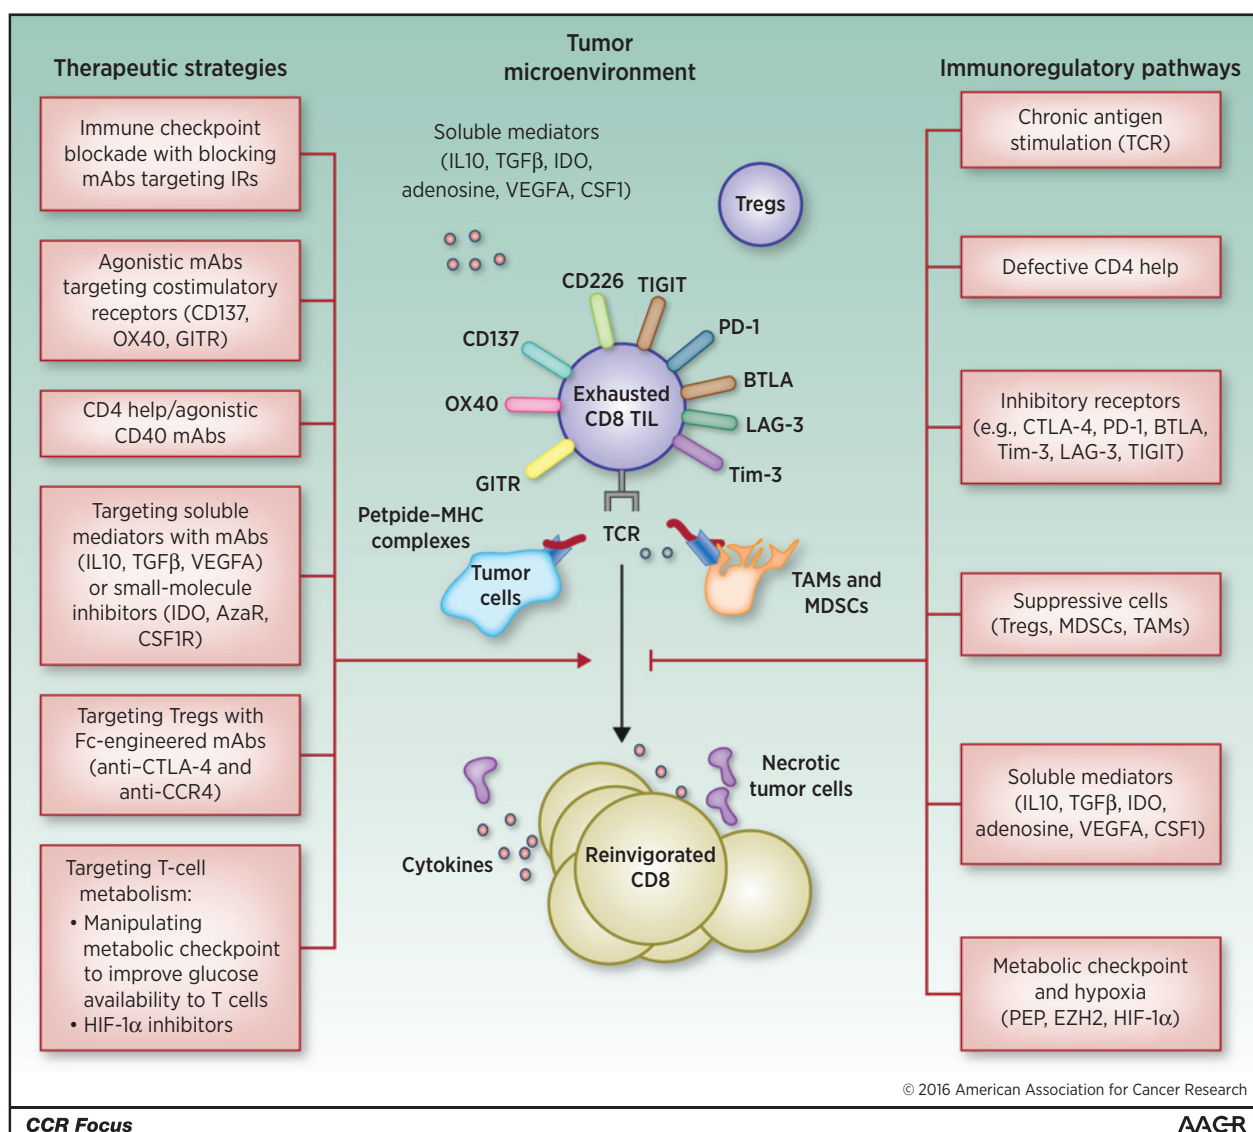 Therapeutic strategies
Immune checkpoint
blockade with blocking
mAbs targeting IRs
Agonistic mAbs
targeting costimulatory
receptors (CD137,
OX40, GITR)
CD4 help/agonistic
CD40 mAbs
Targeting soluble
mediators with mAbs
(IL10, TGFβ, VEGFA)
or small-molecule
inhibitors (IDO, AzaR,
CSF1R)
Targeting Tregs with
Fc-engineered mAbs
(anti–CTLA-4 and
anti-CCR4)
Targeting T-cell
metabolism:
• Manipulating
metabolic checkpoint
to improve glucose
availability to T cells
• HIF-1α inhibitors
Tumor
microenvironment
Soluble mediators
(IL10, TGFβ, IDO,
adenosine, VEGFA, CSF1)
Tregs
CD226
TIGIT
CD137
PD-1
OX40
BTLA
Exhausted
CD8 TIL
LAG-3
GITR
Tim-3
Petpide–MHC
complexes
TCR
Tumor
cells
TAMs and
MDSCs
Necrotic
tumor cells
Cytokines
Reinvigorated
CD8
Immunoregulatory pathways
Chronic antigen
stimulation (TCR)
Defective CD4 help
Inhibitory receptors
(e.g., CTLA-4, PD-1, BTLA,
Tim-3, LAG-3, TIGIT)
Suppressive cells
(Tregs, MDSCs, TAMs)
Soluble mediators
(IL10, TGFβ, IDO,
adenosine, VEGFA, CSF1)
Metabolic checkpoint
and hypoxia
(PEP, EZH2, HIF-1α)
© 2016 American Association for Cancer Research
CCR Focus
AACR